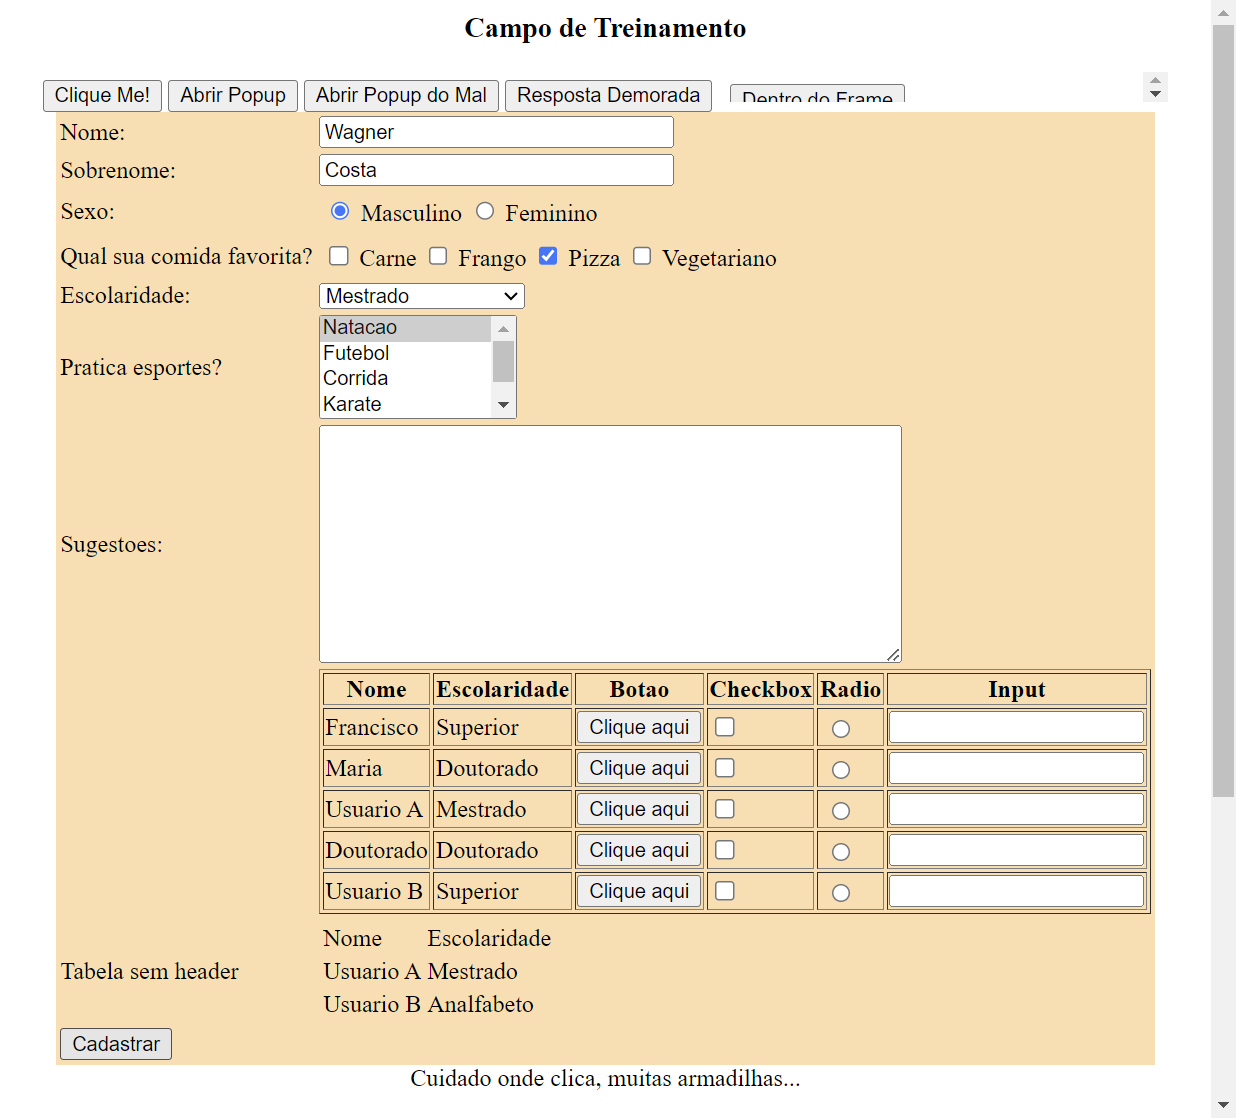 Campo de Treinamento
Clique Me! Abrir Popup Abrir Popup do Mal Resposta Demorada Dentro do Frame
Nome: Wagner
Sobrenome: Costa
Sexo: Masculino Feminino
Qual sua comida favorita? Carne Frango Pizza Vegetariano
Escolaridade: Mestrado
Pratica esportes?
Natacao
Futebol
Corrida
Karate
Sugestoes:
Nome Escolaridade Botao Checkbox Radio Input
Francisco Superior Clique aqui
Maria Doutorado Clique aqui
Usuario A Mestrado Clique aqui
Doutorado Doutorado Clique aqui
Usuario B Superior Clique aqui
Tabela sem header
Nome Escolaridade
Usuario A Mestrado
Usuario B Analfabeto
Cadastrar
Cuidado onde clica, muitas armadilhas...